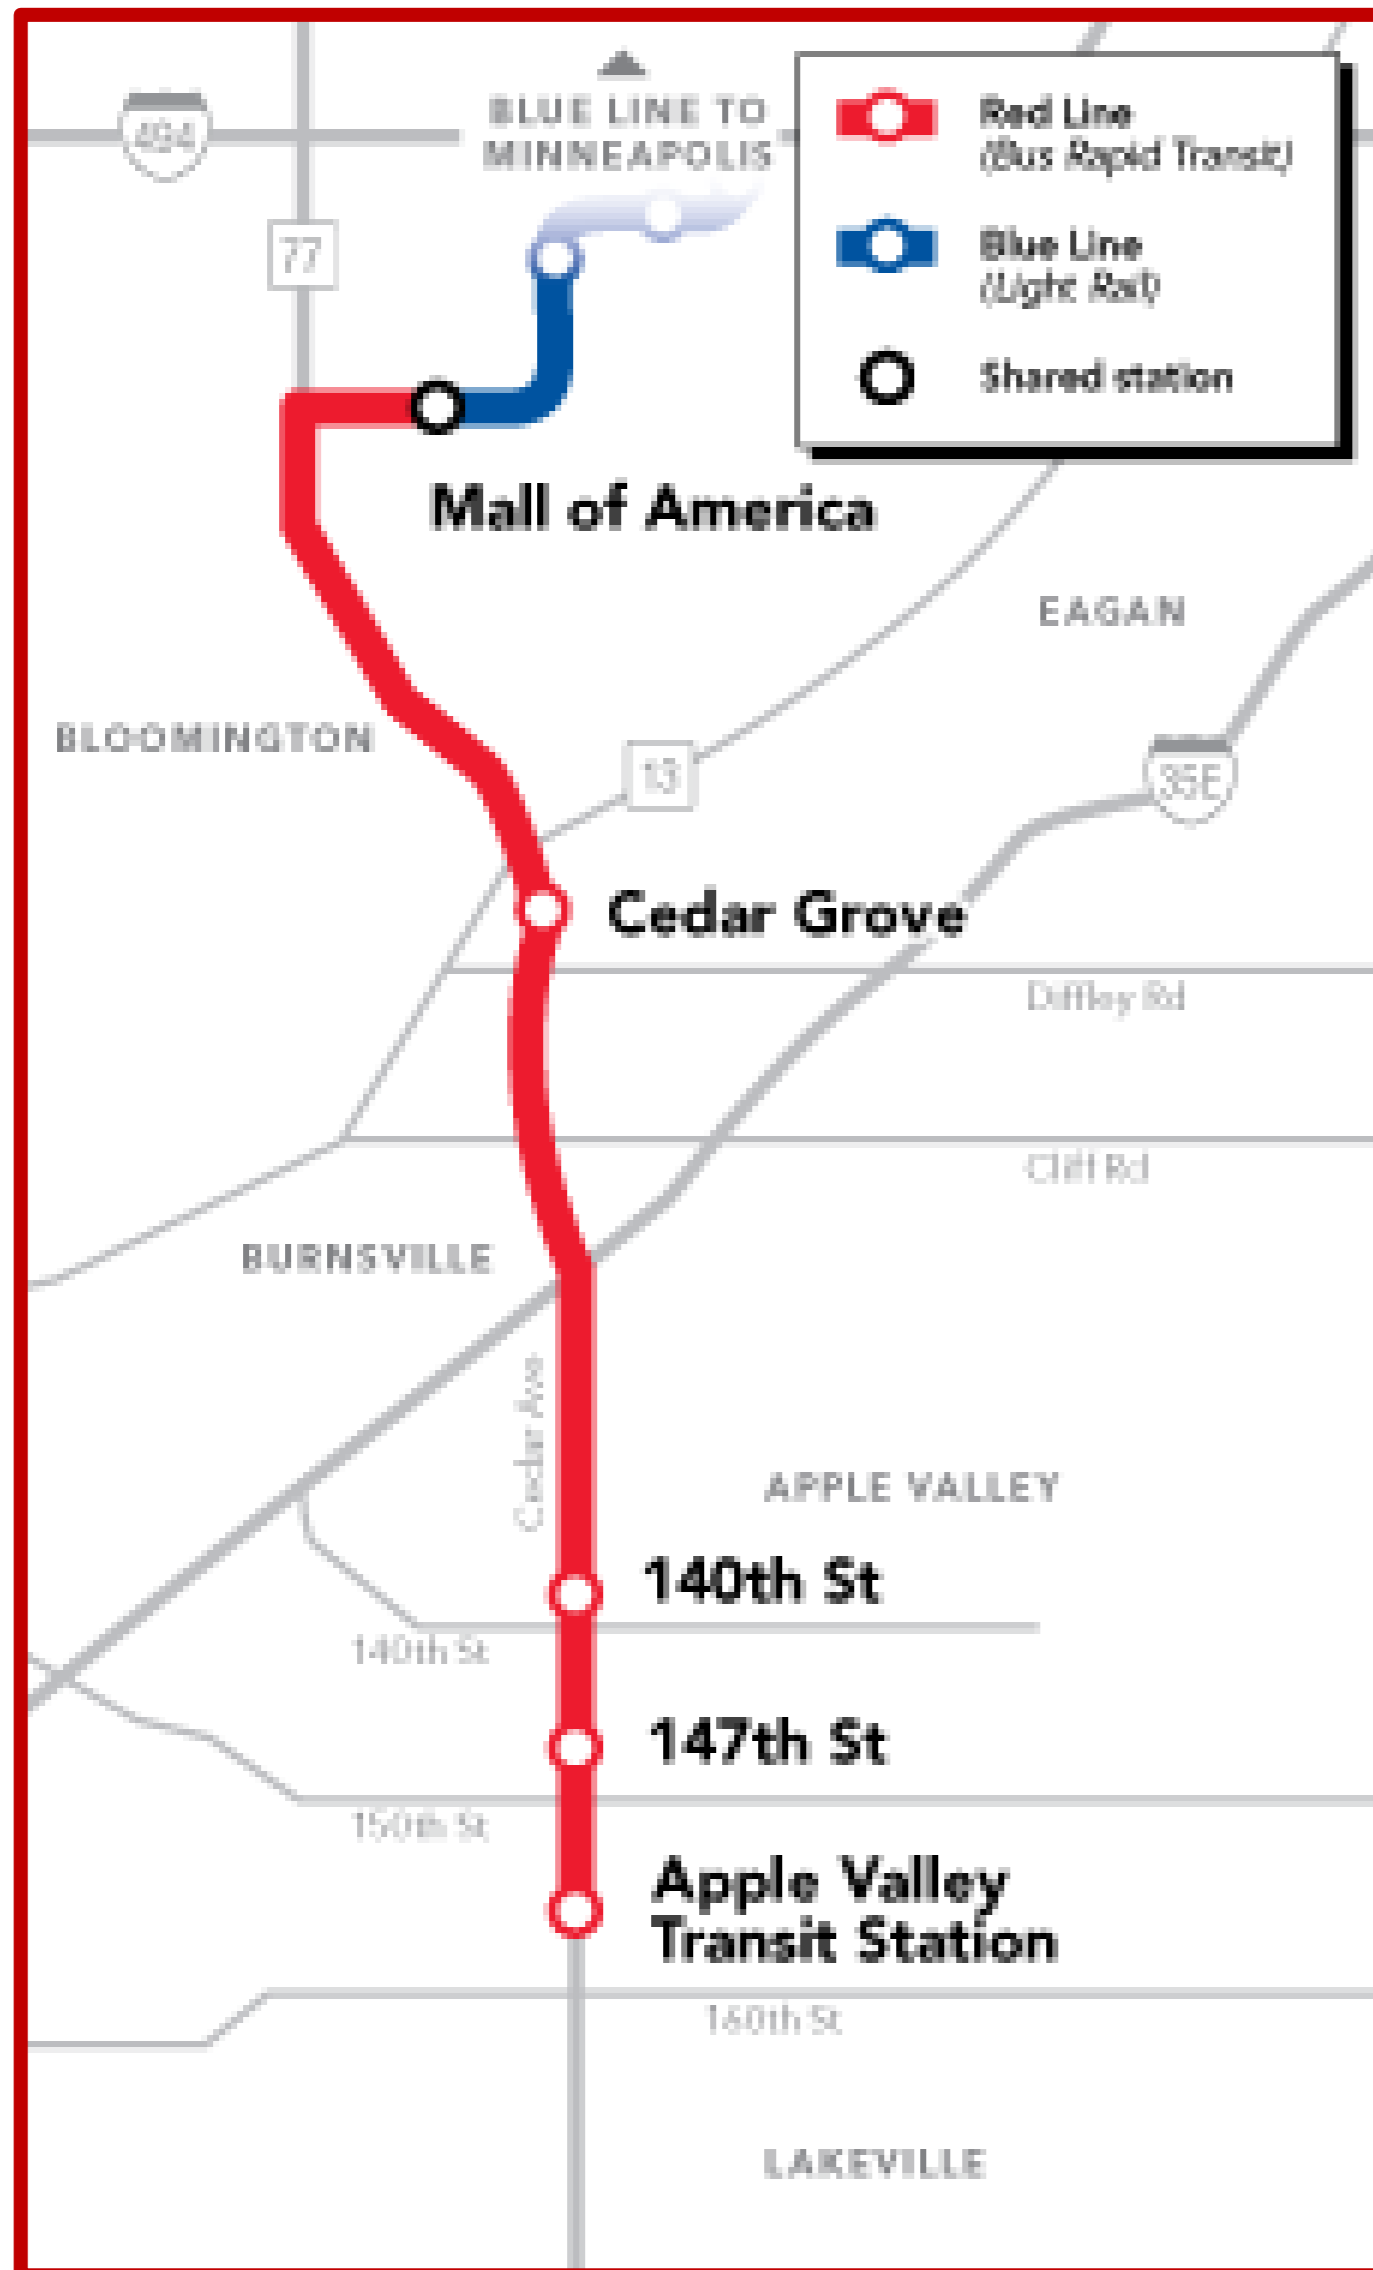 494
BLUE LINE TO
MINNEAPOLIS
Red Line
(Bus Rapid Transit)
77
Blue Line
(Light Rail)
Shared station
Mall of America
EAGAN
BLOOMINGTON
13
35E
Cedar Grove
Diffley Rd
Cliff Rd
BURNSVILLE
Cedar Ave
APPLE VALLEY
140th St
140th St
147th St
150th St
Apple Valley
Transit Station
160th St
LAKEVILLE